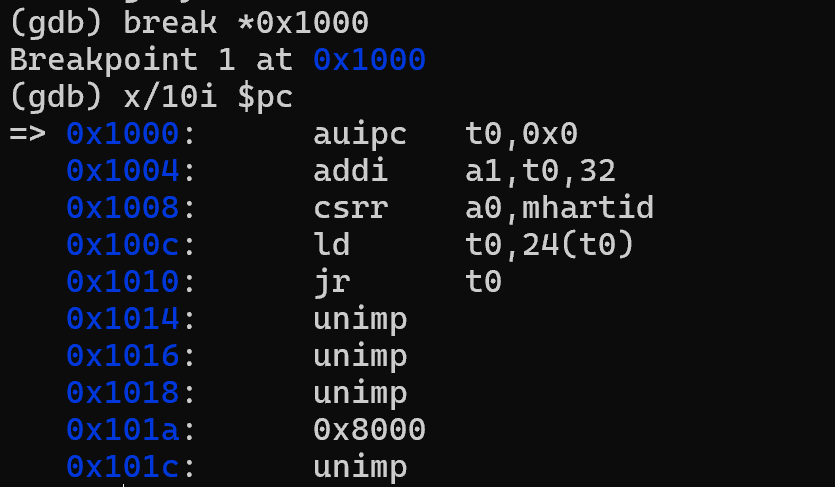 (gdb) break *0x1000
Breakpoint 1 at 0x1000
(gdb) x/10i $pc
=> 0x1000: auipc t0,0x0
0x1004: addi a1,t0,32
0x1008: csrr a0,mhartid
0x100c: ld t0,24(t0)
0x1010: jr t0
0x1014: unimp
0x1016: unimp
0x1018: unimp
0x101a: 0x8000
0x101c: unimp